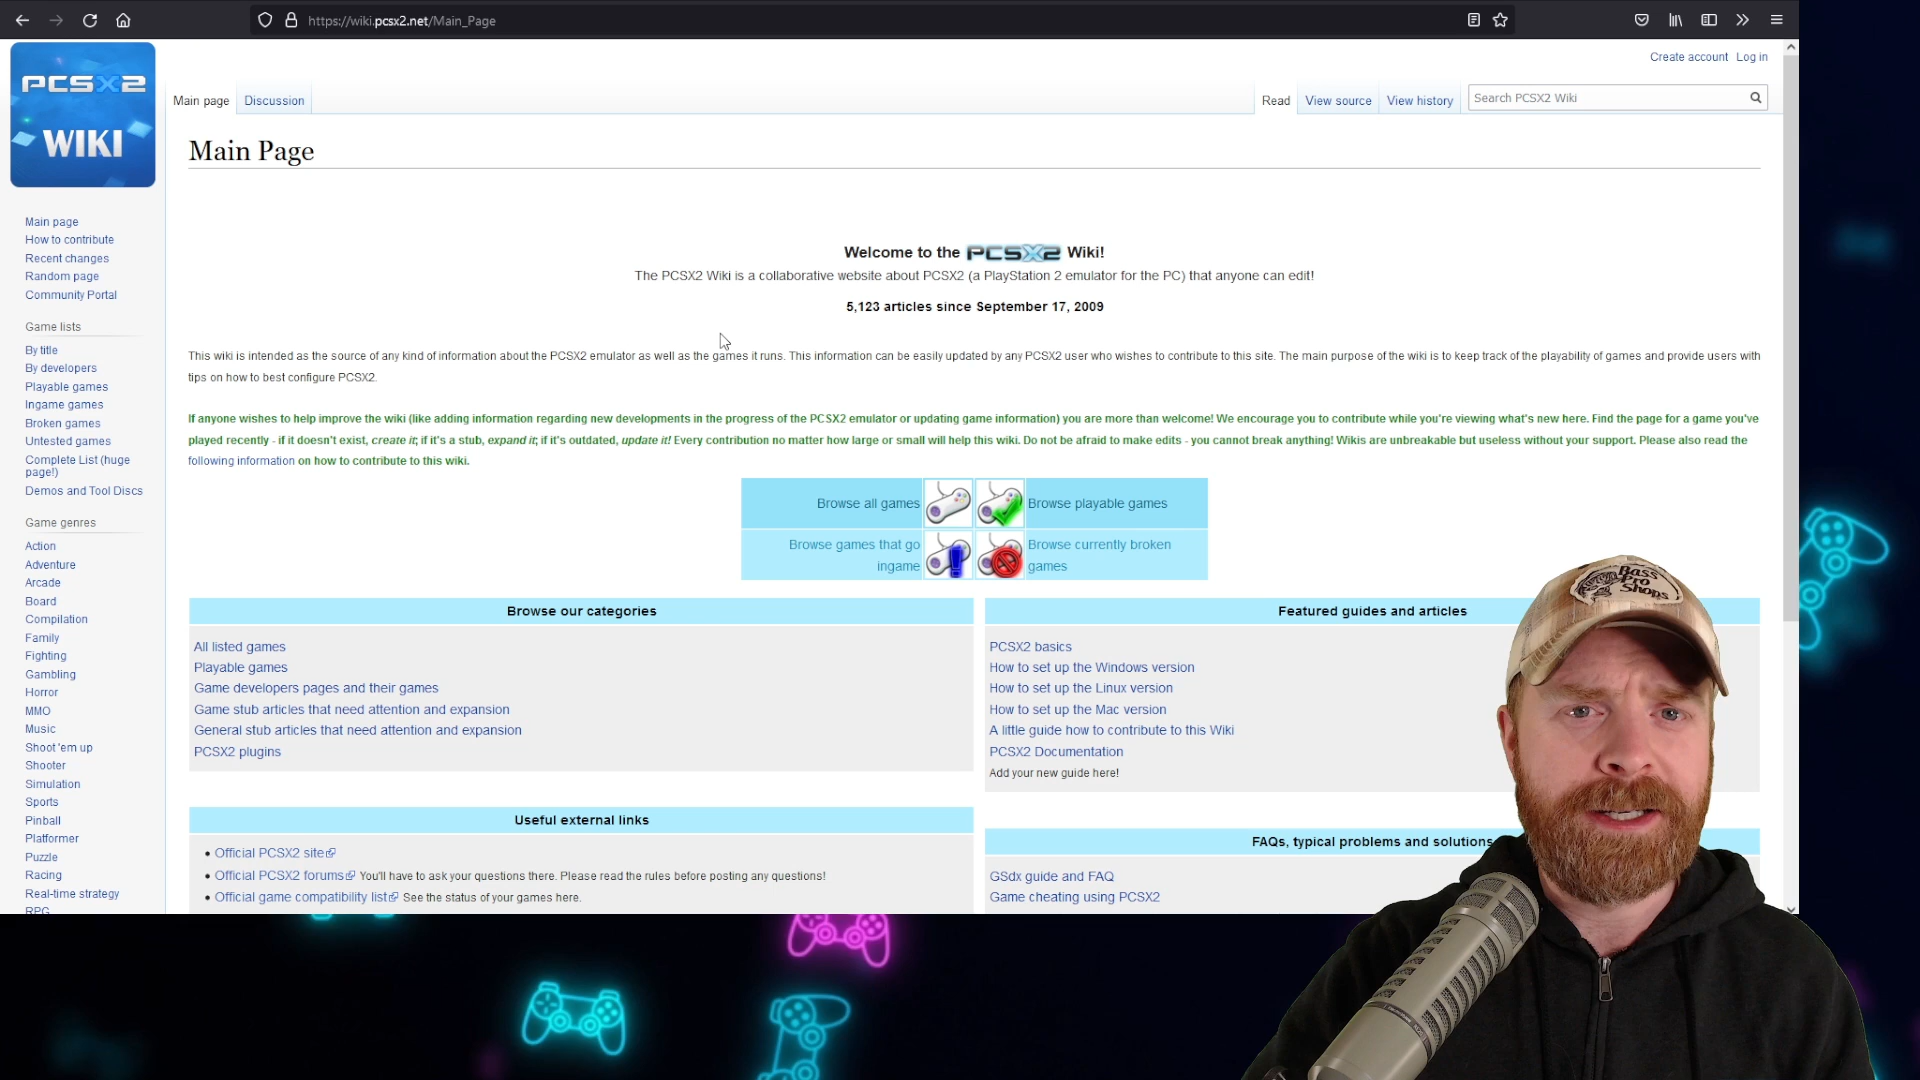 https://wiki.pcsx2.net/Main_Page
PCSX2
WIKI
Create account Log in
Main page Discussion
Read View source View history Search PCSX2 Wiki
Main Page
Main page
How to contribute
Recent changes
Random page
Community Portal
Game lists
By title
By developers
Playable games
Ingame games
Broken games
Untested games
Complete List (huge
page!)
Demos and Tool Discs
Game genres
Action
Adventure
Arcade
Board
Compilation
Family
Fighting
Gambling
Horror
MMO
Music
Shoot 'em up
Shooter
Simulation
Sports
Pinball
Platformer
Puzzle
Racing
Real-time strategy
RPG
Welcome to the PCSX2 Wiki!
The PCSX2 Wiki is a collaborative website about PCSX2 (a PlayStation 2 emulator for the PC) that anyone can edit!
5,123 articles since September 17, 2009
This wiki is intended as the source of any kind of information about the PCSX2 emulator as well as the games it runs. This information can be easily updated by any PCSX2 user who wishes to contribute to this site. The main purpose of the wiki is to keep track of the playability of games and provide users with
tips on how to best configure PCSX2.
If anyone wishes to help improve the wiki (like adding information regarding new developments in the progress of the PCSX2 emulator or updating game information) you are more than welcome! We encourage you to contribute while you're viewing what's new here. Find the page for a game you've
played recently - if it doesn't exist, create it; if it's a stub, expand it; if it's outdated, update it! Every contribution no matter how large or small will help this wiki. Do not be afraid to make edits - you cannot break anything! Wikis are unbreakable but useless without your support. Please also read the
following information on how to contribute to this wiki.
Browse all games
Browse playable games
Browse games that go
ingame
Browse currently broken
games
Browse our categories
All listed games
Playable games
Game developers pages and their games
Game stub articles that need attention and expansion
General stub articles that need attention and expansion
PCSX2 plugins
Featured guides and articles
PCSX2 basics
How to set up the Windows version
How to set up the Linux version
How to set up the Mac version
A little guide how to contribute to this Wiki
PCSX2 Documentation
Add your new guide here!
Useful external links
• Official PCSX2 site
• Official PCSX2 forums You'll have to ask your questions there. Please read the rules before posting any questions!
• Official game compatibility list See the status of your games here.
FAQs, typical problems and solutions
GSdx guide and FAQ
Game cheating using PCSX2
Bass
Pro
Shops